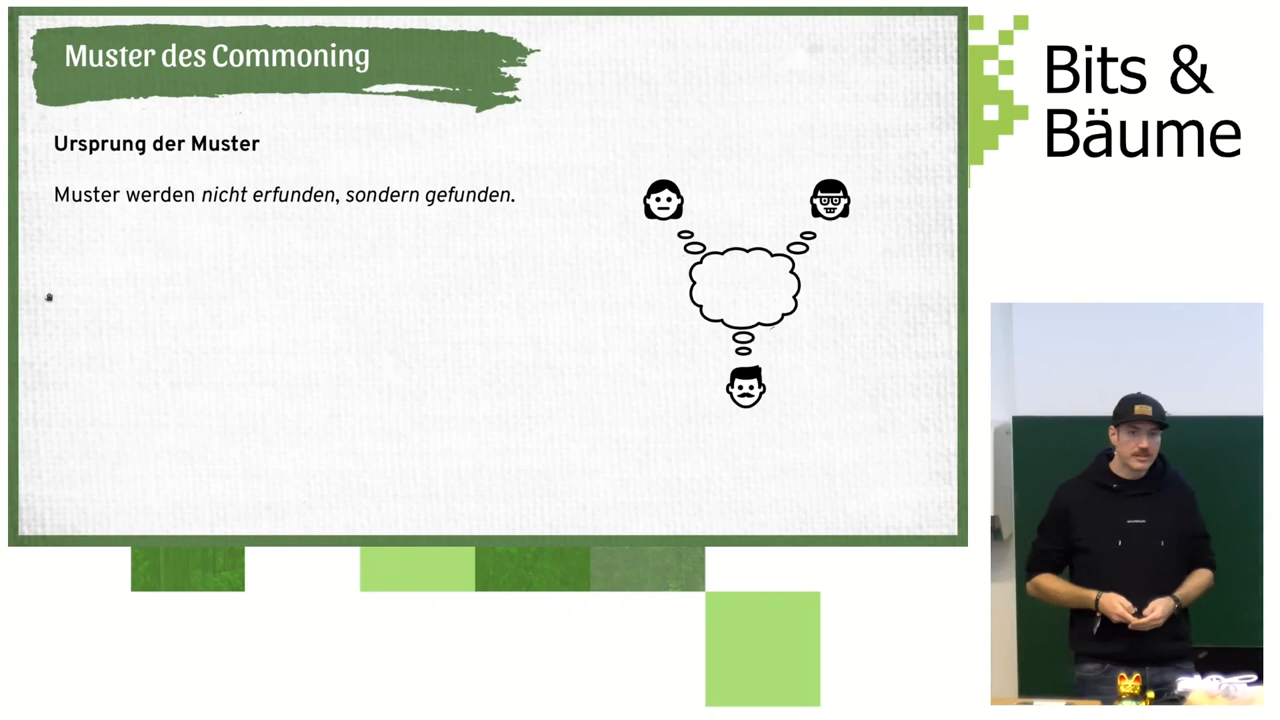 Muster des Commoning
Ursprung der Muster
Muster werden nicht erfunden, sondern gefunden.
Bits &
Bäume